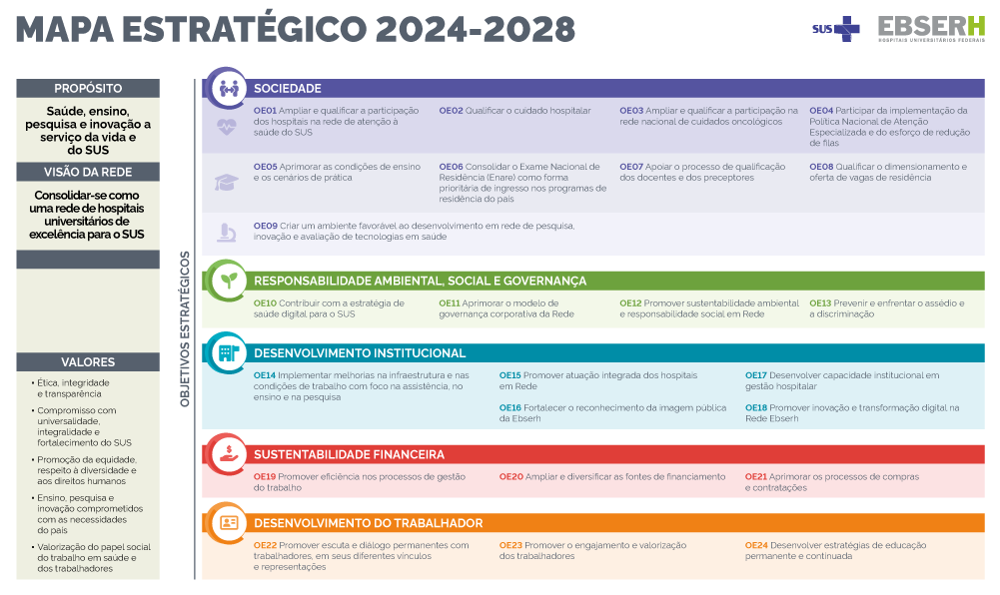 MAPA ESTRATÉGICO 2024-2028
SUS
EBSERH
HOSPITAIS UNIVERSITÁRIOS FEDERAIS
PROPÓSITO
Saúde, ensino,
pesquisa e inovação a
serviço da vida e
do SUS
VISÃO DA REDE
Consolidar-se como
uma rede de hospitais
universitários de
excelência para o SUS
VALORES
• Ética, integridade
e transparência
• Compromisso com
universalidade,
integralidade e
fortalecimento do SUS
• Promoção da equidade,
respeito à diversidade e
aos direitos humanos
• Ensino, pesquisa e
inovação comprometidos
com as necessidades
do país
• Valorização do papel social
do trabalho em saúde e
dos trabalhadores
OBJETIVOS ESTRATÉGICOS
SOCIEDADE
OE01 Ampliar e qualificar a participação
dos hospitais na rede de atenção à
saúde do SUS
OE02 Qualificar o cuidado hospitalar
OE03 Ampliar e qualificar a participação na
rede nacional de cuidados oncológicos
OE04 Participar da implementação da
Política Nacional de Atenção
Especializada e do esforço de redução
de filas
OE05 Aprimorar as condições de ensino
e os cenários de prática
OE06 Consolidar o Exame Nacional de
Residência (Enare) como forma
prioritária de ingresso nos programas de
residência do país
OE07 Apoiar o processo de qualificação
dos docentes e dos preceptores
OE08 Qualificar o dimensionamento e
oferta de vagas de residência
OE09 Criar um ambiente favorável ao desenvolvimento em rede de pesquisa,
inovação e avaliação de tecnologias em saúde
RESPONSABILIDADE AMBIENTAL, SOCIAL E GOVERNANÇA
OE10 Contribuir com a estratégia de
saúde digital para o SUS
OE11 Aprimorar o modelo de
governança corporativa da Rede
OE12 Promover sustentabilidade ambiental
e responsabilidade social em Rede
OE13 Prevenir e enfrentar o assédio e
a discriminação
DESENVOLVIMENTO INSTITUCIONAL
OE14 Implementar melhorias na infraestrutura e nas
condições de trabalho com foco na assistência, no
ensino e na pesquisa
OE15 Promover atuação integrada dos hospitais
em Rede
OE16 Fortalecer o reconhecimento da imagem pública
da Ebserh
OE17 Desenvolver capacidade institucional em
gestão hospitalar
OE18 Promover inovação e transformação digital na
Rede Ebserh
SUSTENTABILIDADE FINANCEIRA
OE19 Promover eficiência nos processos de gestão
do trabalho
OE20 Ampliar e diversificar as fontes de financiamento
OE21 Aprimorar os processos de compras
e contratações
DESENVOLVIMENTO DO TRABALHADOR
OE22 Promover escuta e diálogo permanentes com
trabalhadores, em seus diferentes vínculos
e representações
OE23 Promover o engajamento e valorização
dos trabalhadores
OE24 Desenvolver estratégias de educação
permanente e continuada